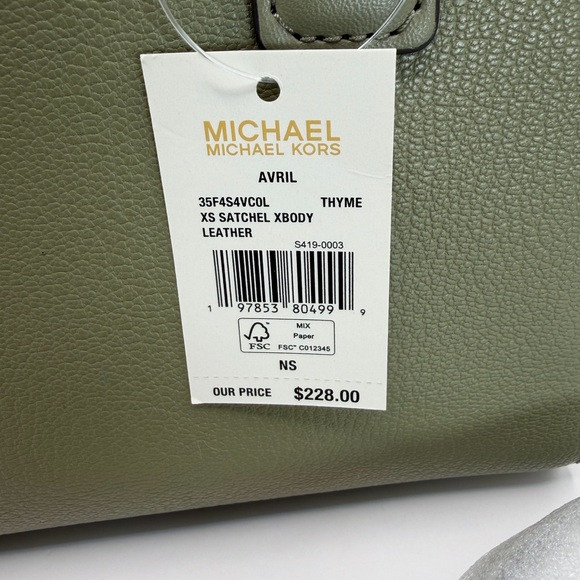 MICHAEL
MICHAEL KORS
AVRIL
35F4S4VC0L THYME
XS SATCHEL XBODY
LEATHER
S419-0003
1 97853 80499 9
FSC
MIX
Paper
FSC™ C012345
NS
OUR PRICE $228.00